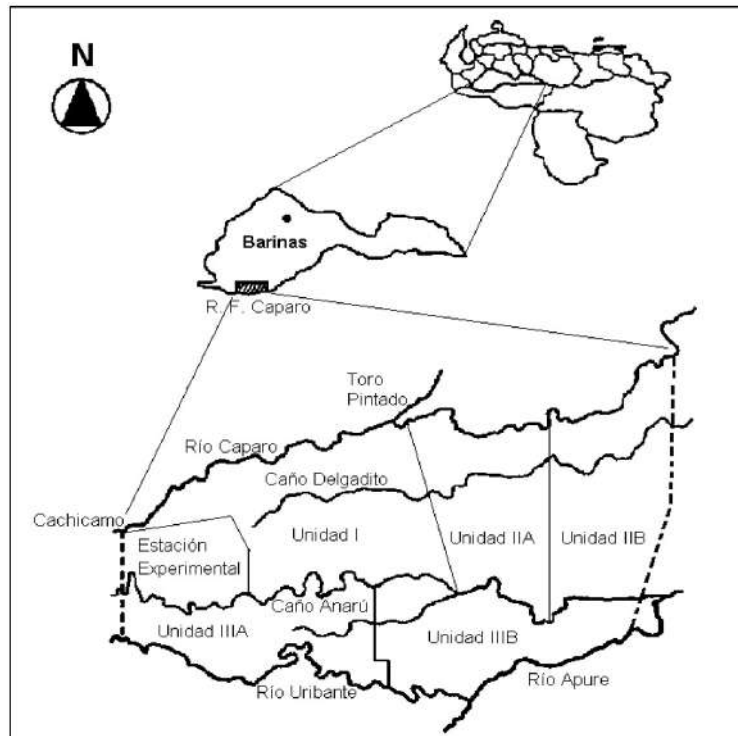 N
Barinas
R. F. Caparo
Toro
Pintado
Río Caparo
Caño Delgadito
Cachicamo
Estación
Experimental
Unidad I
Unidad IIA
Unidad IIB
Caño Anarú
Unidad IIIA
Unidad IIIB
Río Uribante
Río Apure